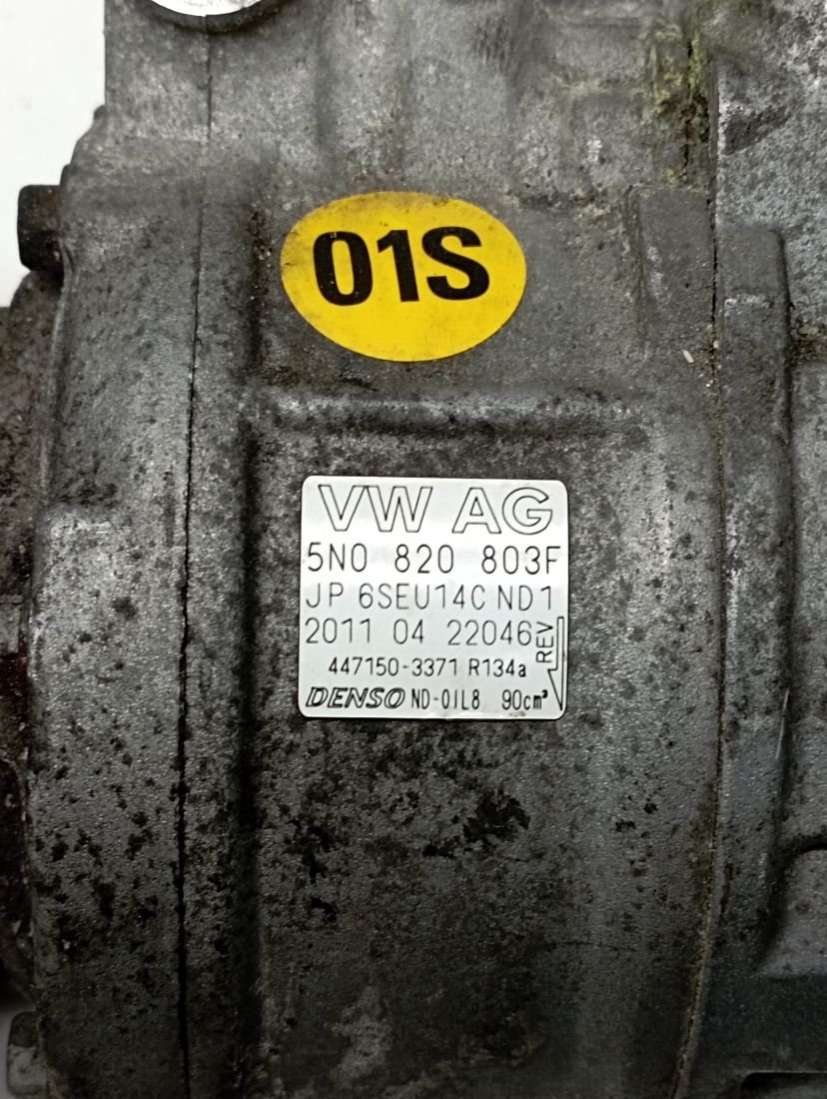 01S
VW AG
5N0 820 803F
JP 6SEU14C ND1
2011 04 22046
REV
447150-3371 R134a
DENSO ND-OIL8 90cm³